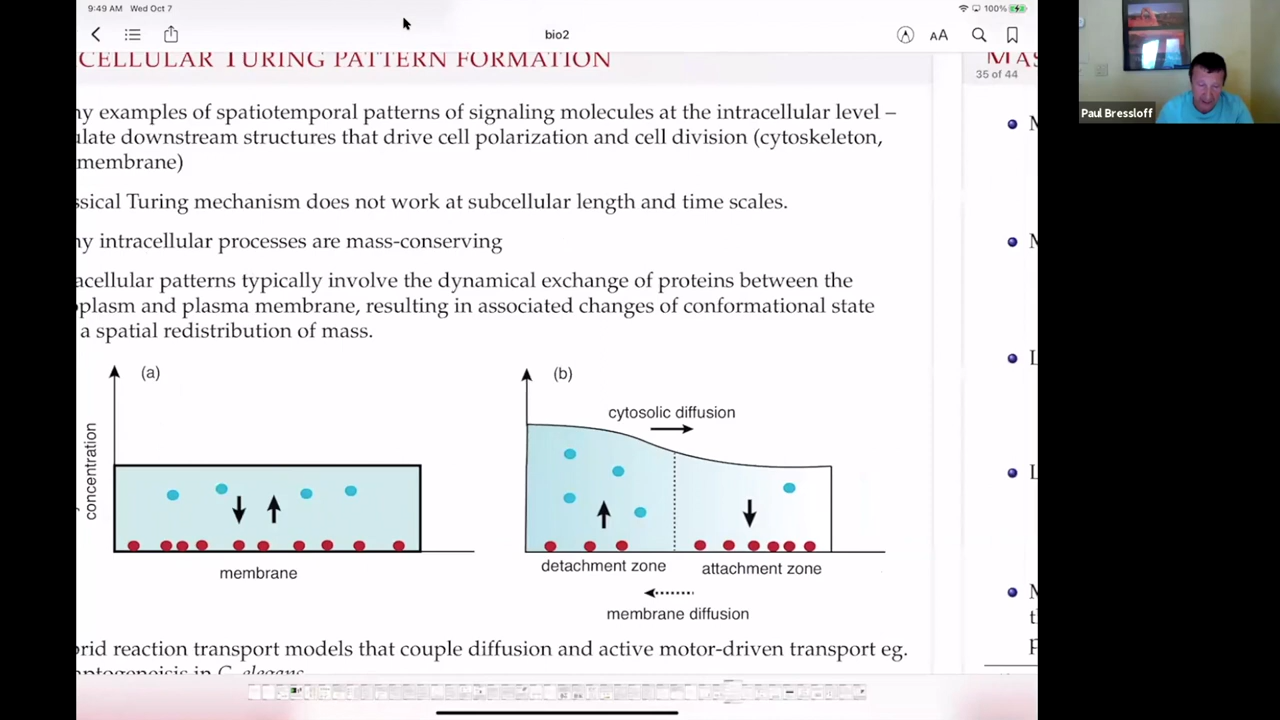 9:49 AM Wed Oct 7
100%
bio2
AA
CELLULAR TURING PATTERN FORMATION
35 of 44
ny examples of spatiotemporal patterns of signaling molecules at the intracellular level –
ulate downstream structures that drive cell polarization and cell division (cytoskeleton,
membrane)
ssical Turing mechanism does not work at subcellular length and time scales.
ny intracellular processes are mass-conserving
acellular patterns typically involve the dynamical exchange of proteins between the
plasm and plasma membrane, resulting in associated changes of conformational state
a spatial redistribution of mass.
(a)
concentration
membrane
(b)
cytosolic diffusion
detachment zone
attachment zone
membrane diffusion
brid reaction transport models that couple diffusion and active motor-driven transport eg.
C. elegans
Paul Bressloff